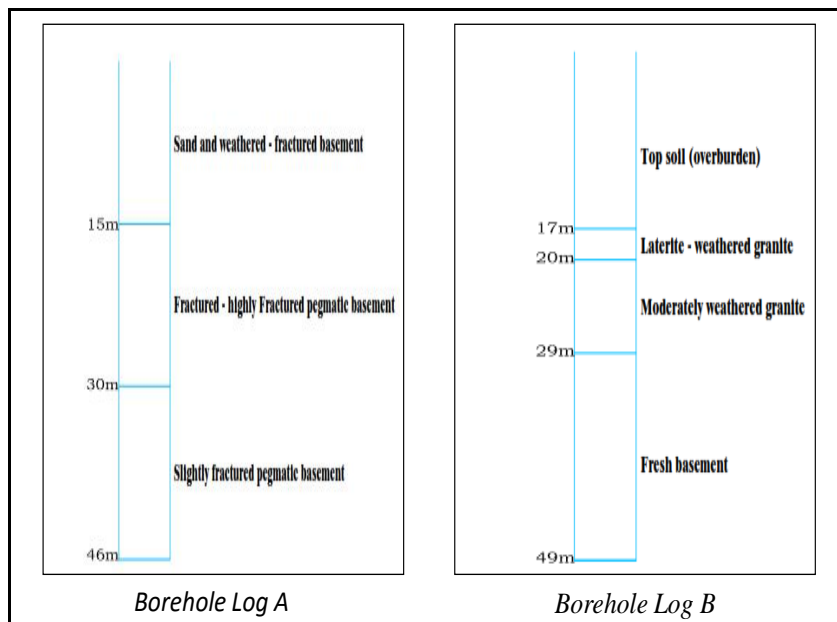 Sand and weathered - fractured basement
15m
Fractured - highly Fractured pegmatic basement
30m
Slightly fractured pegmatic basement
46m
Borehole Log A
Top soil (overburden)
17m
Laterite - weathered granite
20m
Moderately weathered granite
29m
Fresh basement
49m
Borehole Log B